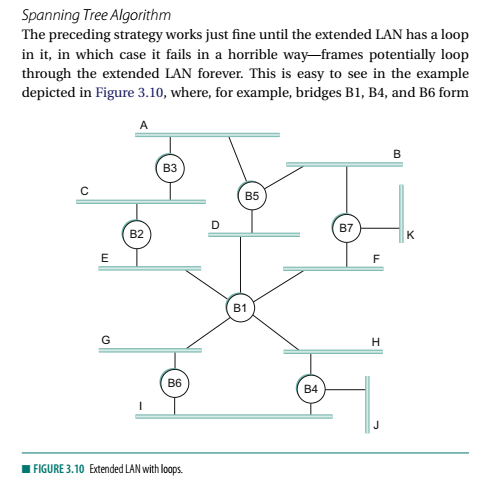 Spanning Tree Algorithm
The preceding strategy works just fine until the extended LAN has a loop
in it, in which case it fails in a horrible way—frames potentially loop
through the extended LAN forever. This is easy to see in the example
depicted in Figure 3.10, where, for example, bridges B1, B4, and B6 form
A
B3
B
C
B5
B2
D
B7
K
E
F
B1
G
H
B6
B4
I
J
■ FIGURE 3.10 Extended LAN with loops.